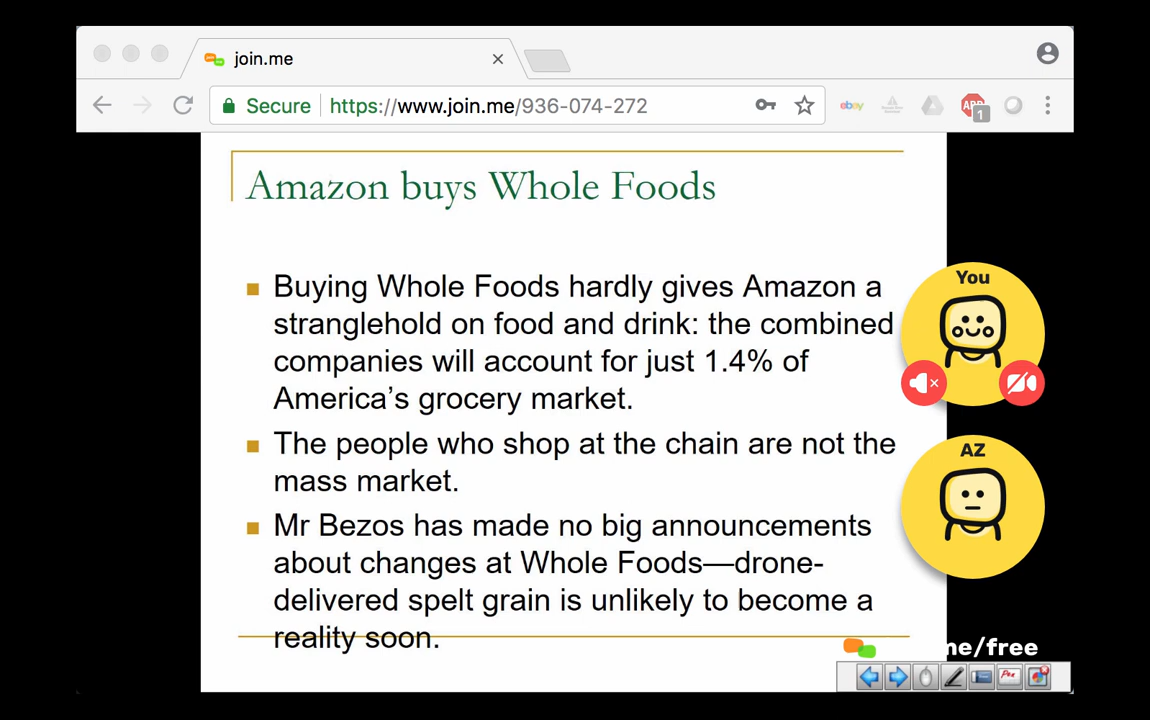 join.me
Secure https://www.join.me/936-074-272
ebay
ABP
1
Amazon buys Whole Foods
Buying Whole Foods hardly gives Amazon a
stranglehold on food and drink: the combined
companies will account for just 1.4% of
America’s grocery market.
The people who shop at the chain are not the
mass market.
Mr Bezos has made no big announcements
about changes at Whole Foods—drone-
delivered spelt grain is unlikely to become a
reality soon.
You
AZ
me/free
Pen